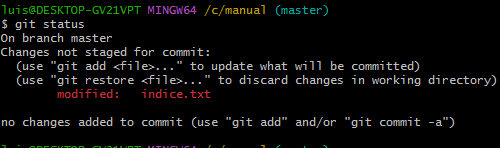 luis@DESKTOP-GV21VPT MINGW64 /c/manual (master)
$ git status
On branch master
Changes not staged for commit:
  (use "git add <file>..." to update what will be committed)
  (use "git restore <file>..." to discard changes in working directory)
        modified:   indice.txt

no changes added to commit (use "git add" and/or "git commit -a")

luis@DESKTOP-GV21VPT MINGW64 /c/manual (master)